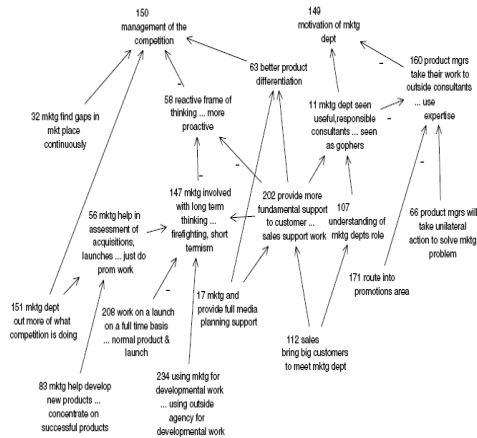 150
management of the
competition
149
motivation of mktg
dept
63 better product
differentiation
160 product mgrs
take their work to
outside consultants
... use
expertise
58 reactive frame of
thinking ... more
proactive
11 mktg dept seen
useful,responsible
consultants ... seen
as gophers
32 mktg find gaps in
mkt place
continuously
147 mktg involved
with long term
thinking ...
firefighting, short
termism
202 provide more
fundamental support
to customer ...
sales support work
107
understanding of
mktg depts role
56 mktg help in
assessment of
acquisitions,
launches ... just do
prom work
66 product mgrs will
take unilateral
action to solve mktg
problem
171 route into
promotions area
151 mktg dept
out more of what
competition is doing
208 work on a launch
on a full time basis
... normal product &
launch
17 mktg and
provide full media
planning support
112 sales
bring big customers
to meet mktg dept
83 mktg help develop
new products ...
concentrate on
successful products
234 using mktg for
developmental work
... using outside
agency for
developmental work
-
-
-
-
-
-
-
-